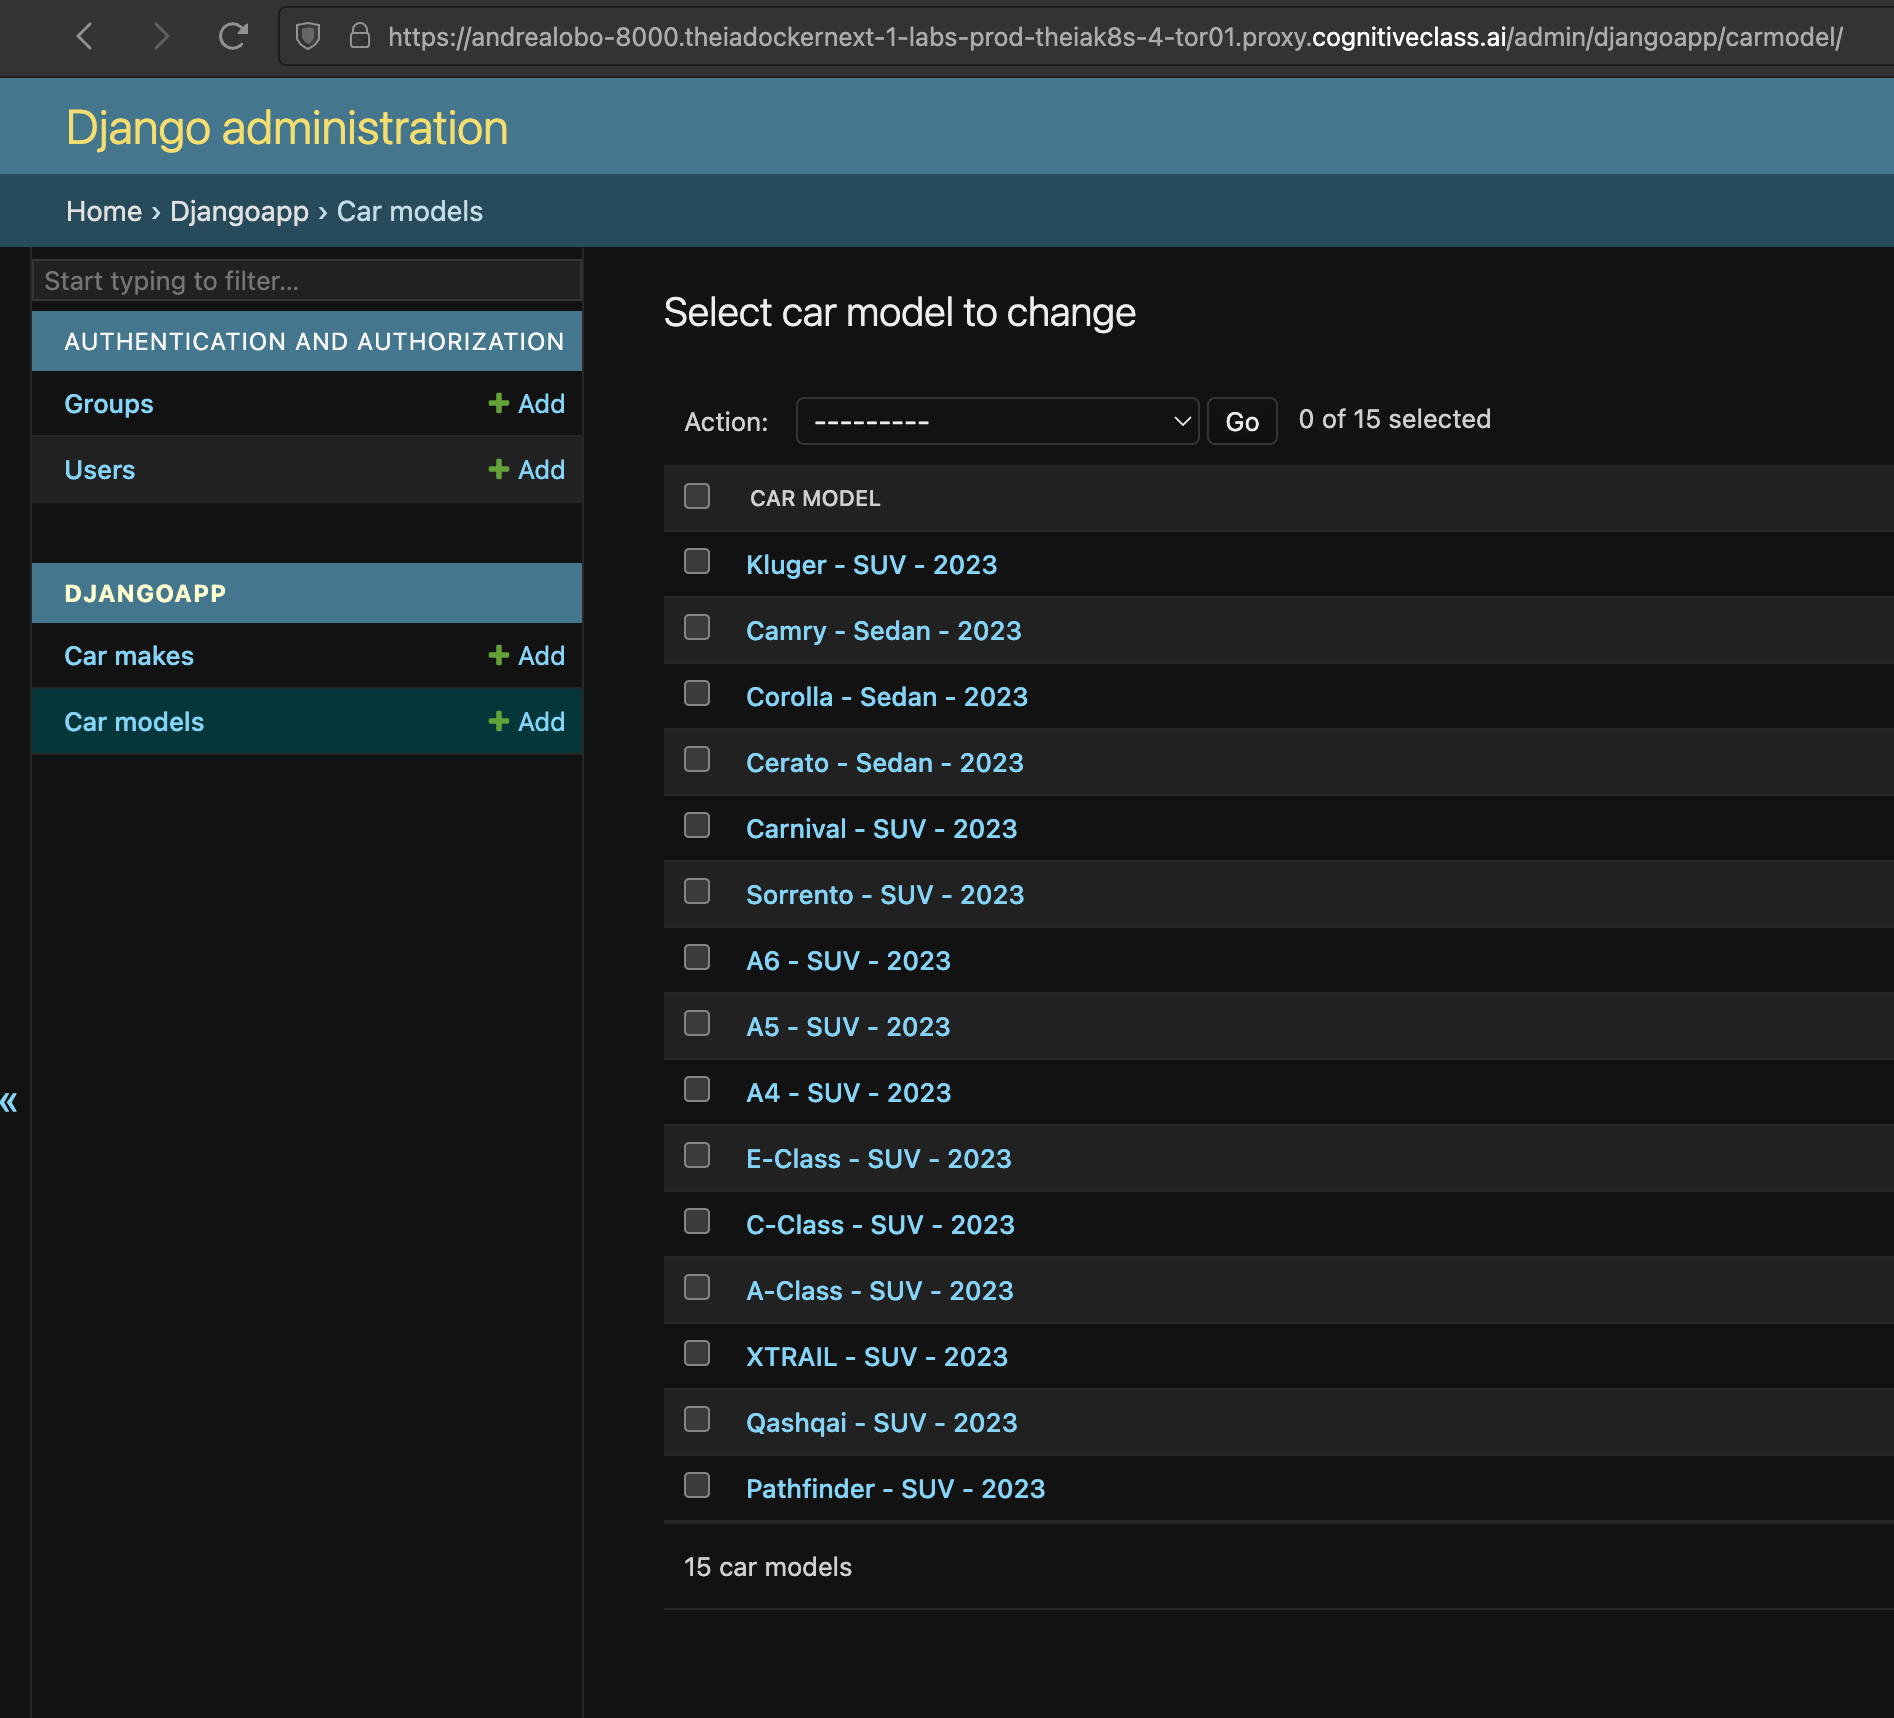 https://andrealobo-8000.theiadockernext-1-labs-prod-theiak8s-4-tor01.proxy.cognitiveclass.ai/admin/djangoapp/carmodel/
Django administration
Home › Djangoapp › Car models
Start typing to filter...
AUTHENTICATION AND AUTHORIZATION
Groups + Add
Users + Add
DJANGOAPP
Car makes + Add
Car models + Add
«
Select car model to change
Action: --------- Go 0 of 15 selected
CAR MODEL
Kluger - SUV - 2023
Camry - Sedan - 2023
Corolla - Sedan - 2023
Cerato - Sedan - 2023
Carnival - SUV - 2023
Sorrento - SUV - 2023
A6 - SUV - 2023
A5 - SUV - 2023
A4 - SUV - 2023
E-Class - SUV - 2023
C-Class - SUV - 2023
A-Class - SUV - 2023
XTRAIL - SUV - 2023
Qashqai - SUV - 2023
Pathfinder - SUV - 2023
15 car models